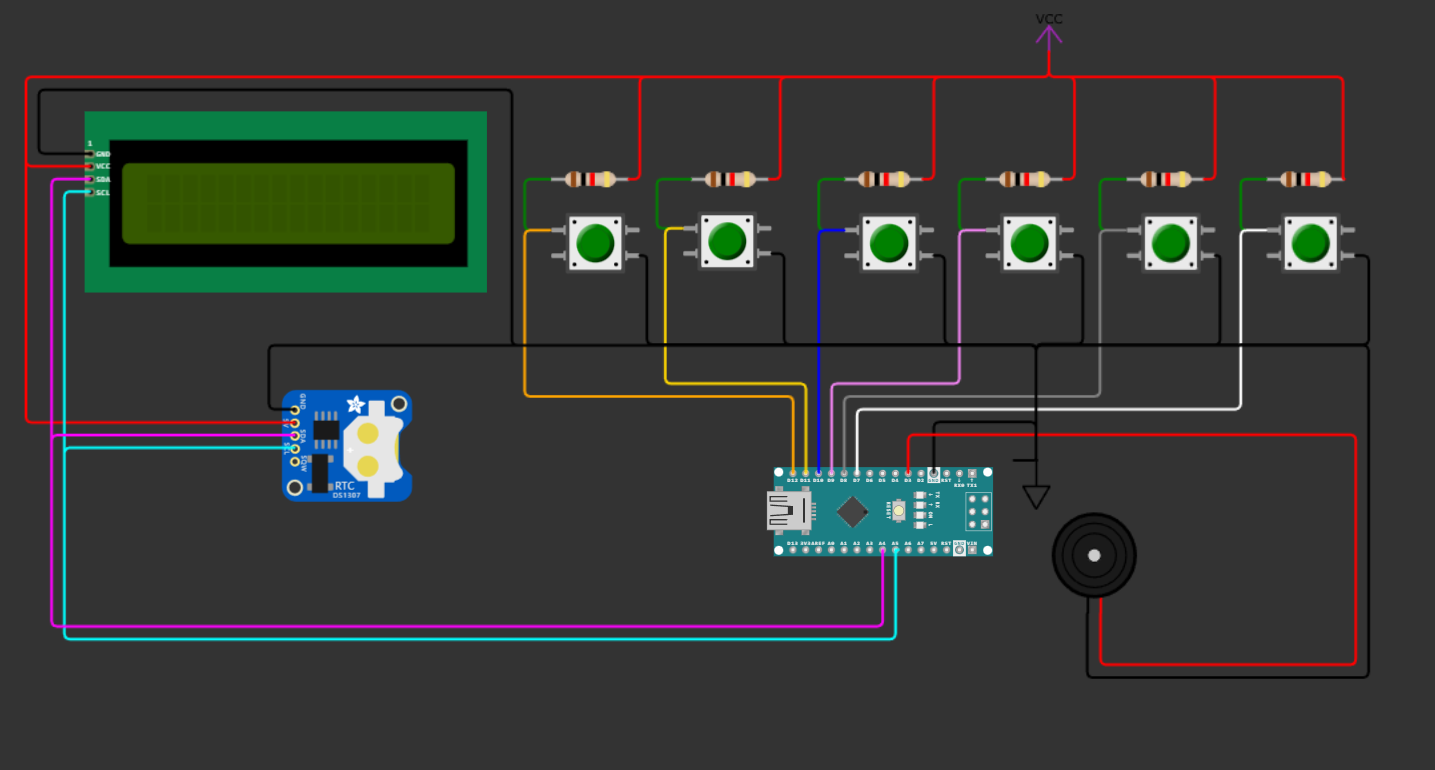 VCC
1
GND
VCC
SDA
SCL
GND
5V
SDA
SCL
SQW
RTC
DS1307
D12 D11 D10 D9 D8 D7 D6 D5 D4 D3 D2 GND RST RX0 TX1
RESET
TX
RX
ON
L
D13 3V3 AREF A0 A1 A2 A3 A4 A5 A6 A7 5V RST GND VIN